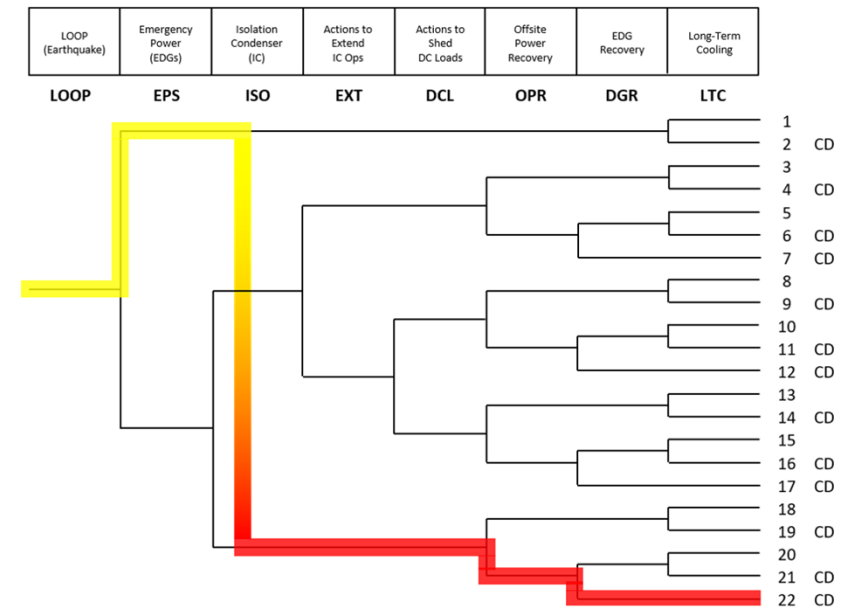 LOOP
(Earthquake)
Emergency
Power
(EDGs)
Isolation
Condenser
(IC)
Actions to
Extend
IC Ops
Actions to
Shed
DC Loads
Offsite
Power
Recovery
EDG
Recovery
Long-Term
Cooling
LOOP EPS ISO EXT DCL OPR DGR LTC
1
2 CD
3
4 CD
5
6 CD
7 CD
8
9 CD
10
11 CD
12 CD
13
14 CD
15
16 CD
17 CD
18
19 CD
20
21 CD
22 CD